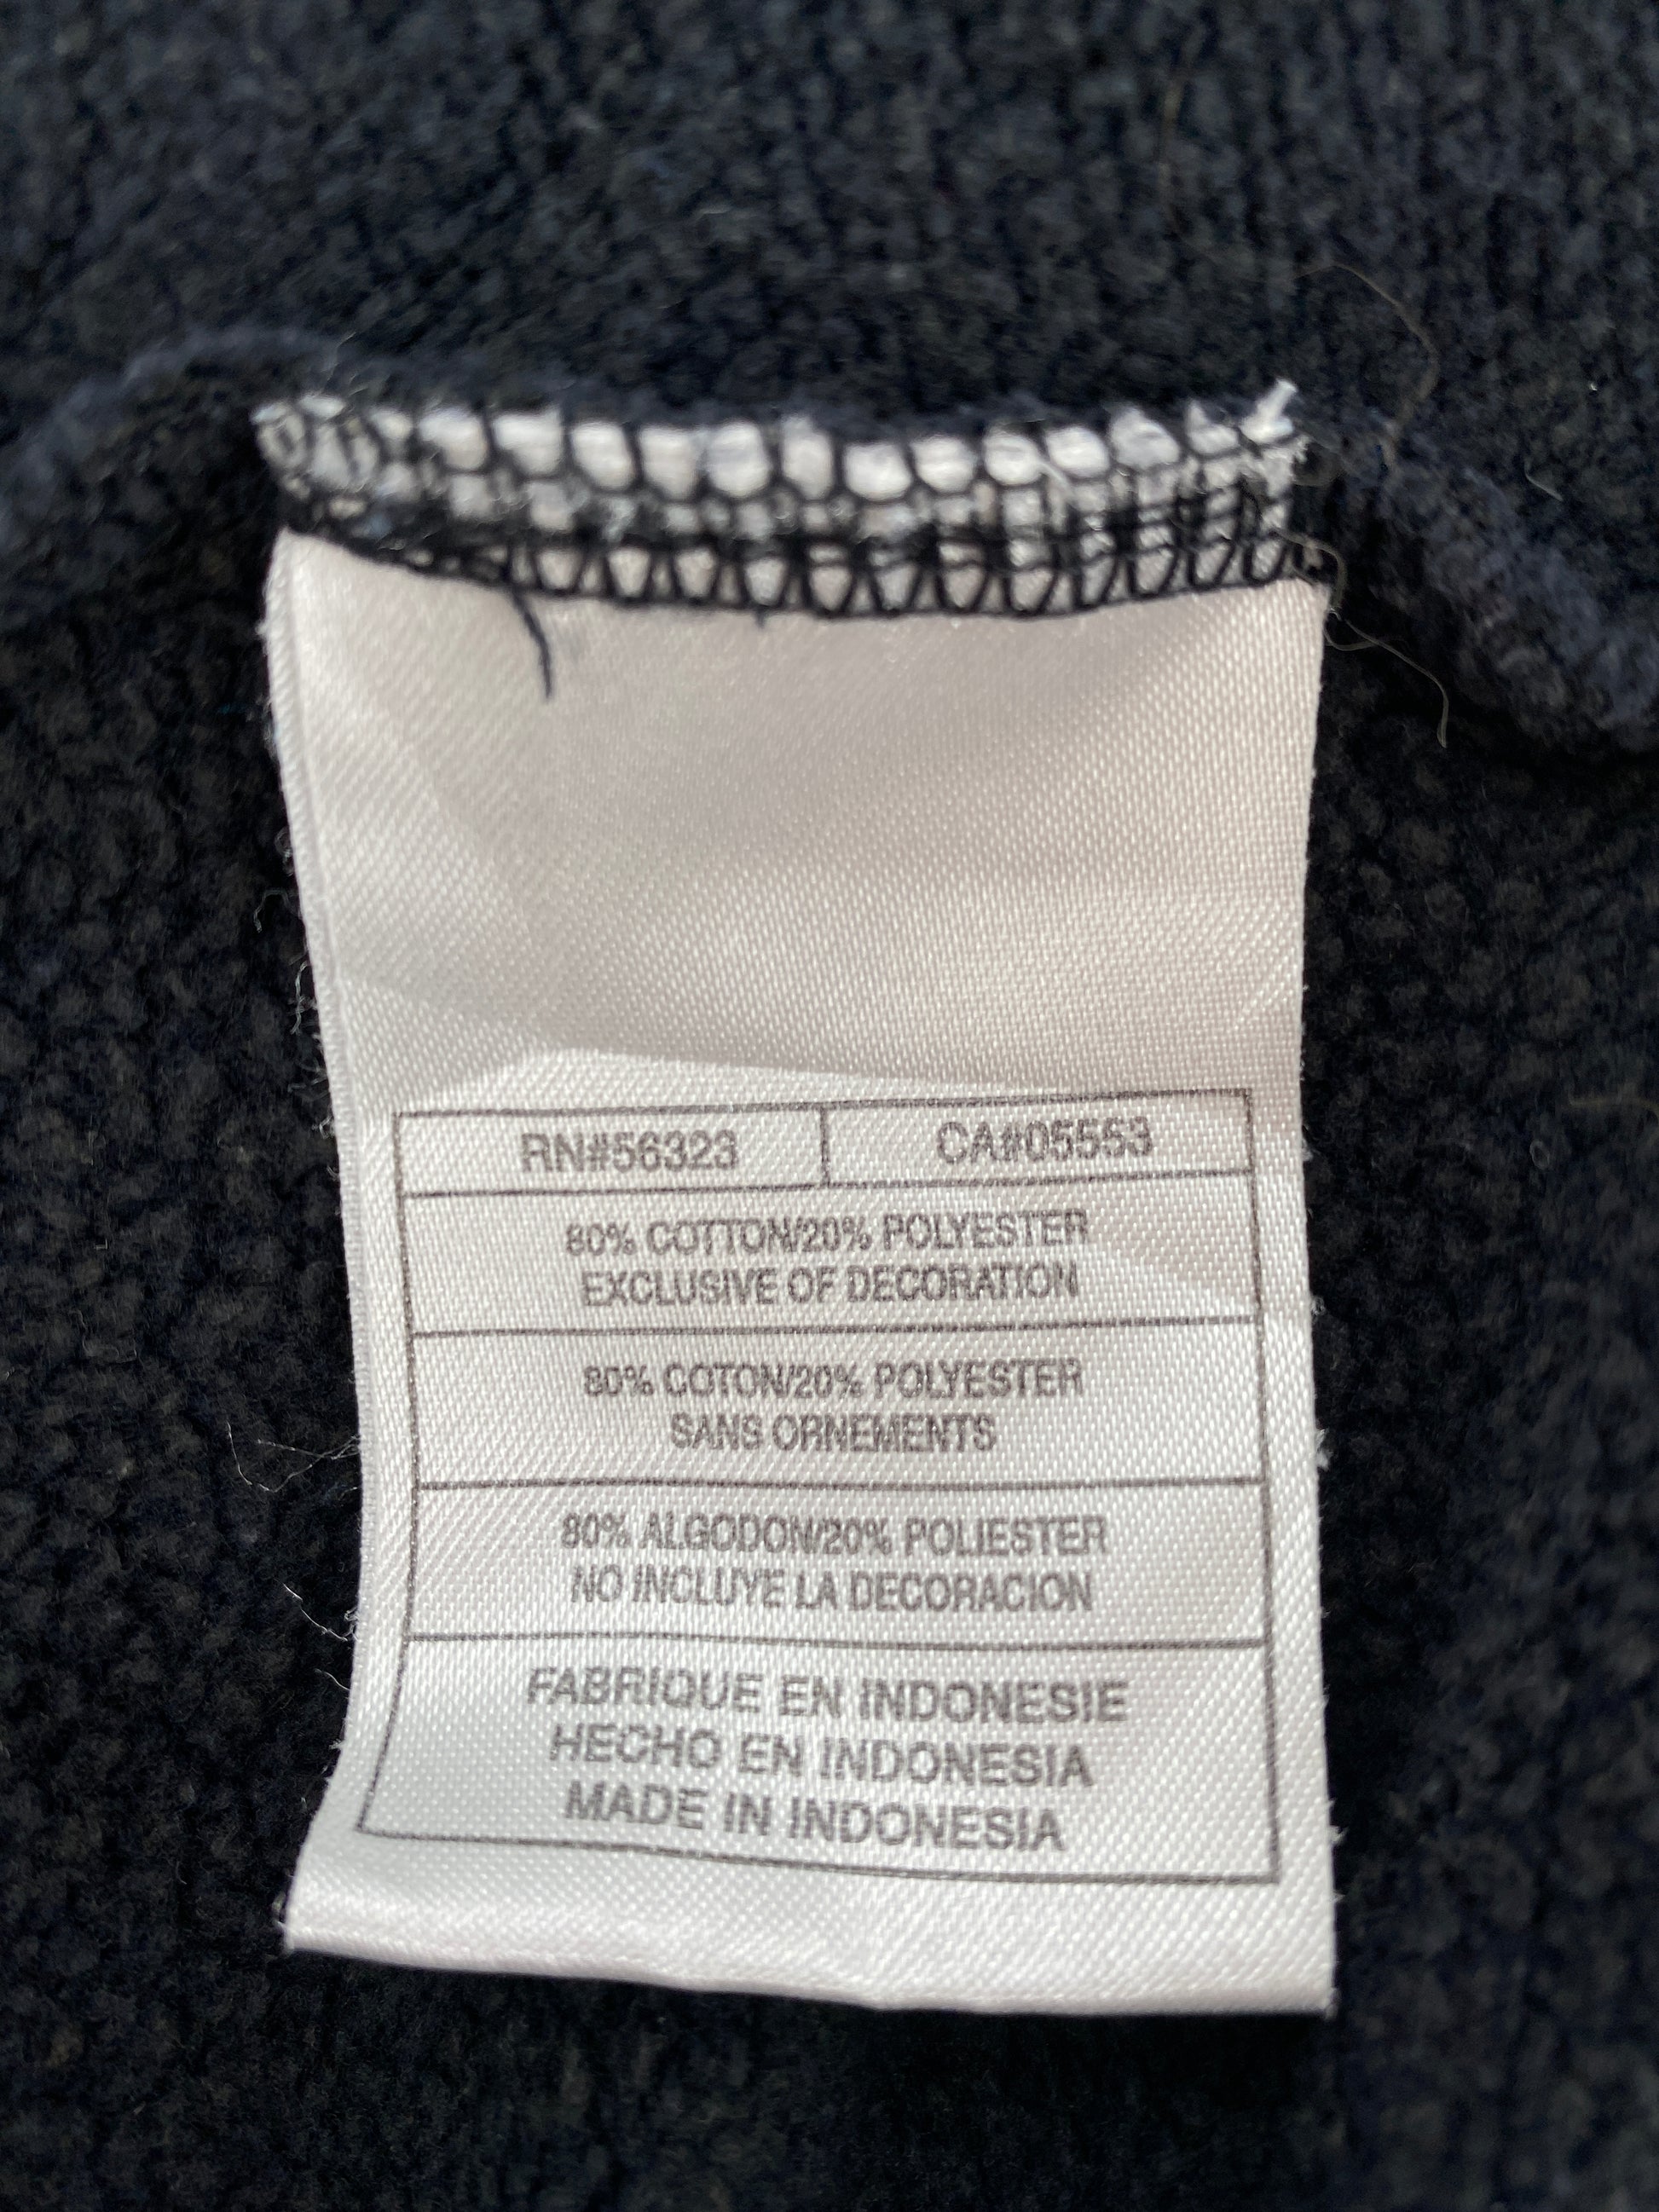 RN#56323 CA#05553
80% COTTON/20% POLYESTER
EXCLUSIVE OF DECORATION
80% COTON/20% POLYESTER
SANS ORNEMENTS
80% ALGODON/20% POLIESTER
NO INCLUYE LA DECORACION
FABRIQUE EN INDONESIE
HECHO EN INDONESIA
MADE IN INDONESIA